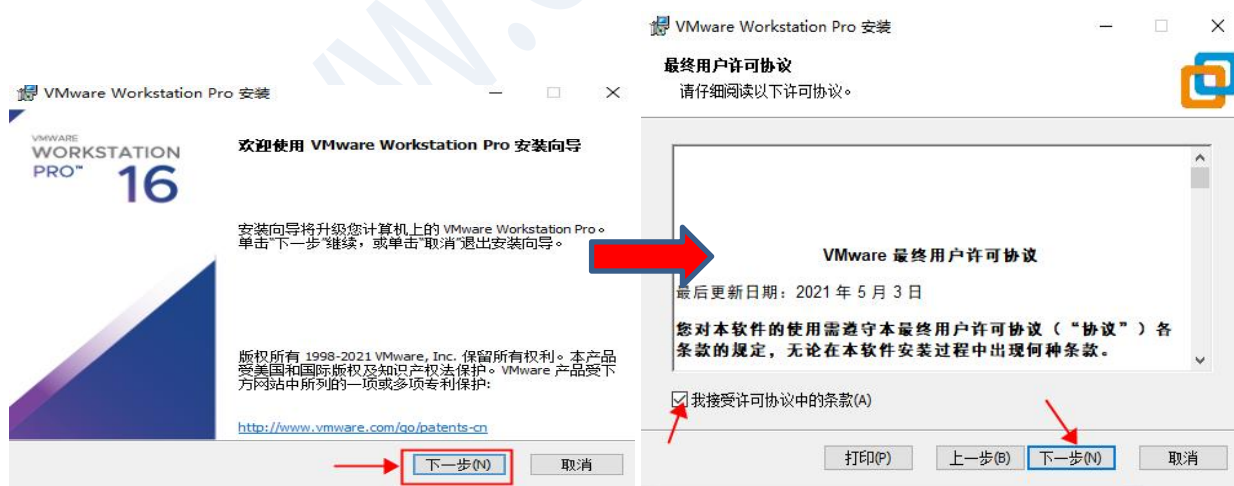 VMware Workstation Pro 安装
VMWARE
WORKSTATION
PRO™ 16
欢迎使用 VMware Workstation Pro 安装向导
安装向导将升级您计算机上的 VMware Workstation Pro。
单击“下一步”继续，或单击“取消”退出安装向导。
版权所有 1998-2021 VMware, Inc. 保留所有权利。本产品
受美国和国际版权及知识产权法保护。VMware 产品受下
方网站中所列的一项或多项专利保护:
http://www.vmware.com/go/patents-cn
下一步(N)
取消
VMware Workstation Pro 安装
最终用户许可协议
请仔细阅读以下许可协议。
VMware 最终用户许可协议
最后更新日期：2021 年 5 月 3 日
您对本软件的使用需遵守本最终用户许可协议（“协议”）各
条款的规定，无论在本软件安装过程中出现何种条款。
我接受许可协议中的条款(A)
打印(P)
上一步(B)
下一步(N)
取消